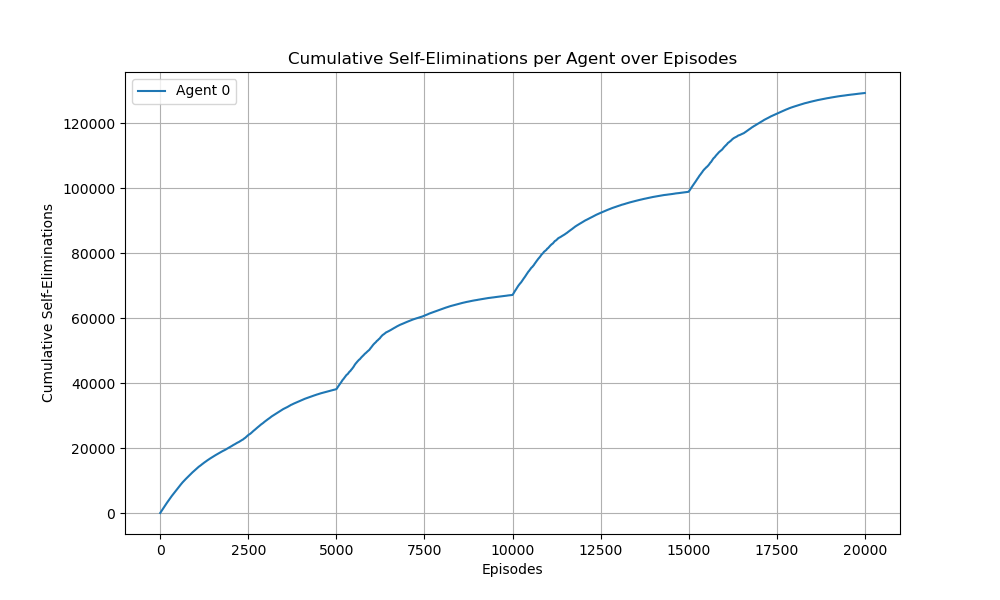 Cumulative Self-Eliminations per Agent over Episodes
Agent 0
Cumulative Self-Eliminations
120000
100000
80000
60000
40000
20000
0
0 2500 5000 7500 10000 12500 15000 17500 20000
Episodes